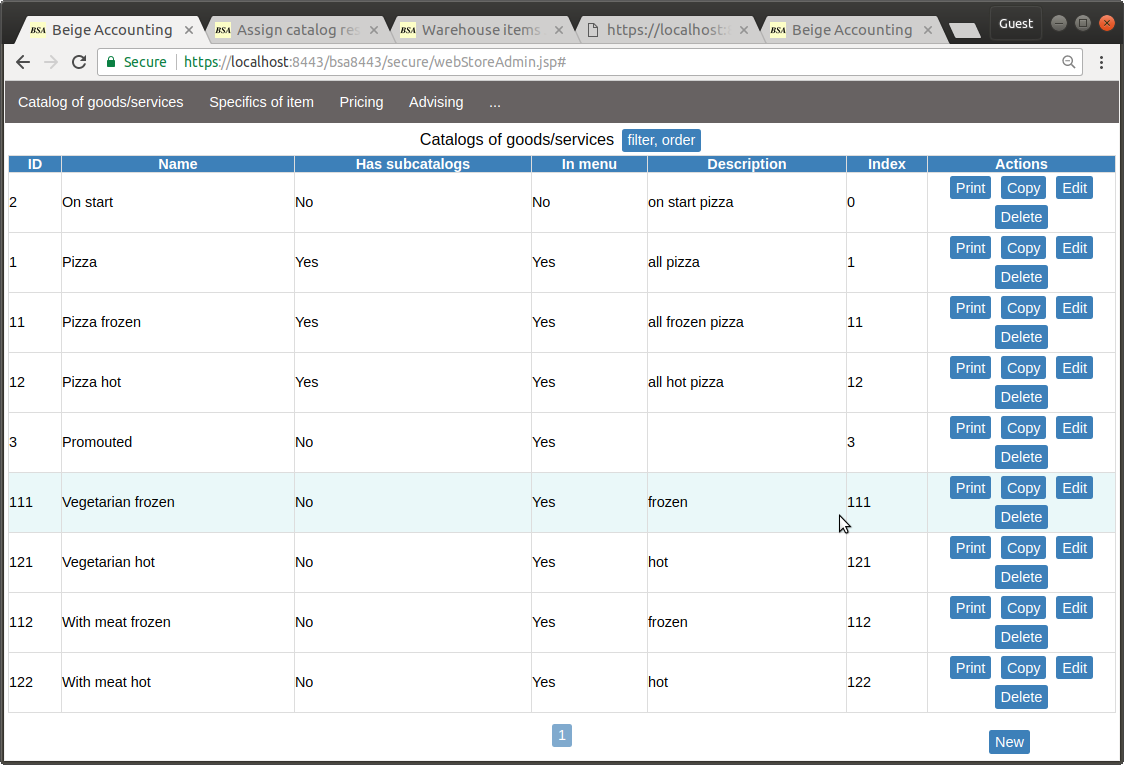 BSA Beige Accounting BSA Assign catalog res BSA Warehouse items https://localhost: BSA Beige Accounting Guest
Secure https://localhost:8443/bsa8443/secure/webStoreAdmin.jsp#
Catalog of goods/services Specifics of item Pricing Advising ...
Catalogs of goods/services filter, order
ID Name Has subcatalogs In menu Description Index Actions
2 On start No No on start pizza 0 Print Copy Edit
Delete
1 Pizza Yes Yes all pizza 1 Print Copy Edit
Delete
11 Pizza frozen Yes Yes all frozen pizza 11 Print Copy Edit
Delete
12 Pizza hot Yes Yes all hot pizza 12 Print Copy Edit
Delete
3 Promouted No Yes 3 Print Copy Edit
Delete
111 Vegetarian frozen No Yes frozen 111 Print Copy Edit
Delete
121 Vegetarian hot No Yes hot 121 Print Copy Edit
Delete
112 With meat frozen No Yes frozen 112 Print Copy Edit
Delete
122 With meat hot No Yes hot 122 Print Copy Edit
Delete
1
New